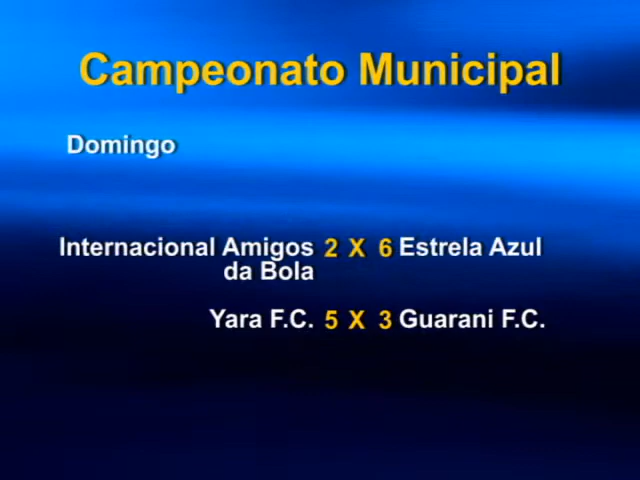 Campeonato Municipal
Domingo
Internacional Amigos 2 X 6 Estrela Azul
da Bola
Yara F.C. 5 X 3 Guarani F.C.